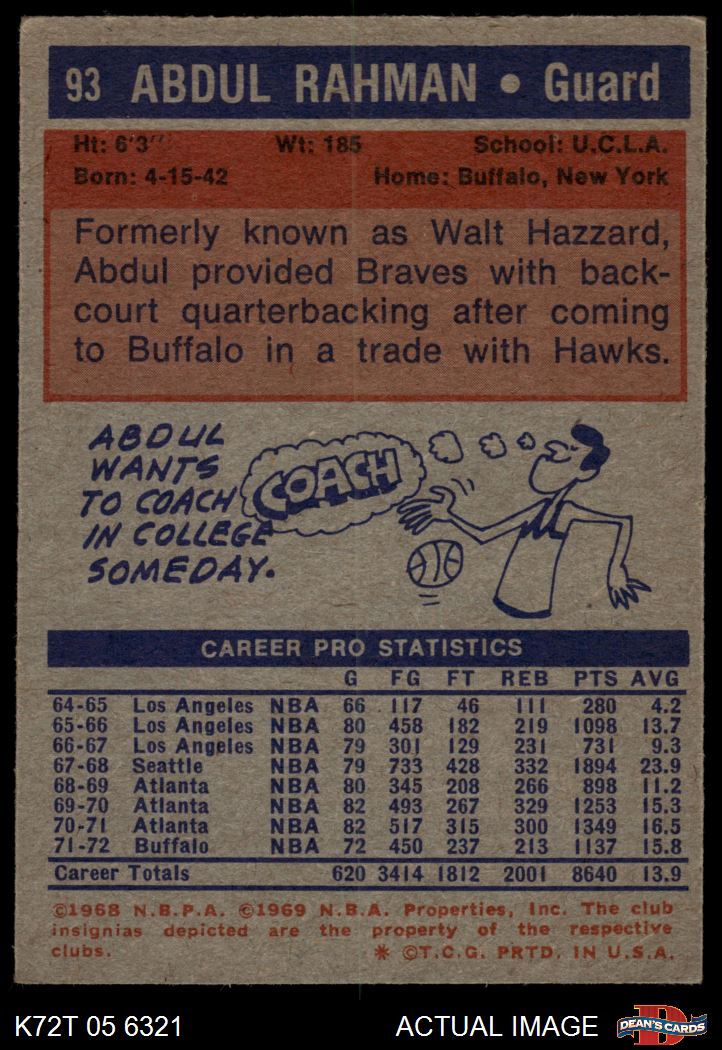 93 ABDUL RAHMAN • Guard
Ht: 6'3" Wt: 185 School: U.C.L.A.
Born: 4-15-42 Home: Buffalo, New York
Formerly known as Walt Hazzard,
Abdul provided Braves with back-
court quarterbacking after coming
to Buffalo in a trade with Hawks.
ABDUL
WANTS
TO COACH
IN COLLEGE
SOMEDAY.
COACH
CAREER PRO STATISTICS
G FG FT REB PTS AVG
64-65 Los Angeles NBA 66 117 46 111 280 4.2
65-66 Los Angeles NBA 80 458 182 219 1098 13.7
66-67 Los Angeles NBA 79 301 129 231 731 9.3
67-68 Seattle NBA 79 733 428 332 1894 23.9
68-69 Atlanta NBA 80 345 208 266 898 11.2
69-70 Atlanta NBA 82 493 267 329 1253 15.3
70-71 Atlanta NBA 82 517 315 300 1349 16.5
71-72 Buffalo NBA 72 450 237 213 1137 15.8
Career Totals 620 3414 1812 2001 8640 13.9
©1968 N.B.P.A. ©1969 N.B.A. Properties, Inc. The club
insignias depicted are the property of the respective
clubs. * ©T.C.G. PRTD. IN U.S.A.
K72T 05 6321 ACTUAL IMAGE DEAN'S CARDS